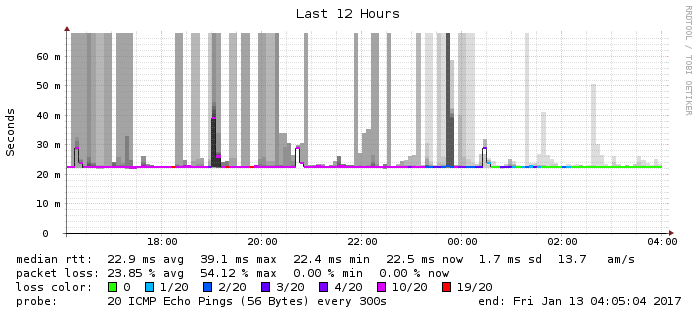 Last 12 Hours
RRDTOOL / TOBI OETIKER
Seconds
60 m
50 m
40 m
30 m
20 m
10 m
0
18:00 20:00 22:00 00:00 02:00 04:00
median rtt: 22.9 ms avg 39.1 ms max 22.4 ms min 22.5 ms now 1.7 ms sd 13.7 am/s
packet loss: 23.85 % avg 54.12 % max 0.00 % min 0.00 % now
loss color: 0 1/20 2/20 3/20 4/20 10/20 19/20
probe: 20 ICMP Echo Pings (56 Bytes) every 300s end: Fri Jan 13 04:05:04 2017